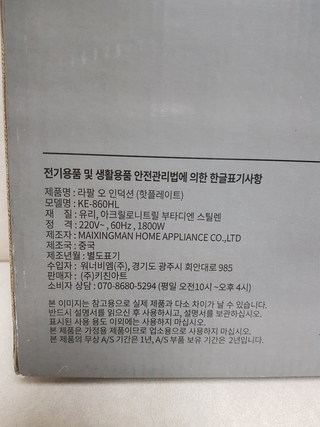 전기용품 및 생활용품 안전관리법에 의한 한글표기사항
제품명 : 라팔 오 인덕션 (핫플레이트)
모델명 : KE-860HL
재 질 : 유리, 아크릴로니트릴 부타디엔 스틸렌
정 격 : 220V~ , 60Hz , 1800W
제조자 : MAIXINGMAN HOME APPLIANCE CO.,LTD
제조국 : 중국
제조년월 : 별도표기
수입자 : 워너비엠(주), 경기도 광주시 회안대로 985
판매원 : (주)키친아트
소비자 상담 : 070-8680-5294 (평일 오전10시 ~오후 4시)
본 이미지는 참고용으로 실제 제품과 다소 차이가 날 수 있습니다.
반드시 설명서를 읽으신 후 사용하시고, 설명서를 보관하십시오.
표시된 사용 용도 이외에는 사용하지 마십시오.
본 제품은 가정용 제품이므로 업소용으로 사용하지 마십시오.
본 제품의 무상 A/S 기간은 1년, A/S 부품 보유 기간은 2년입니다.